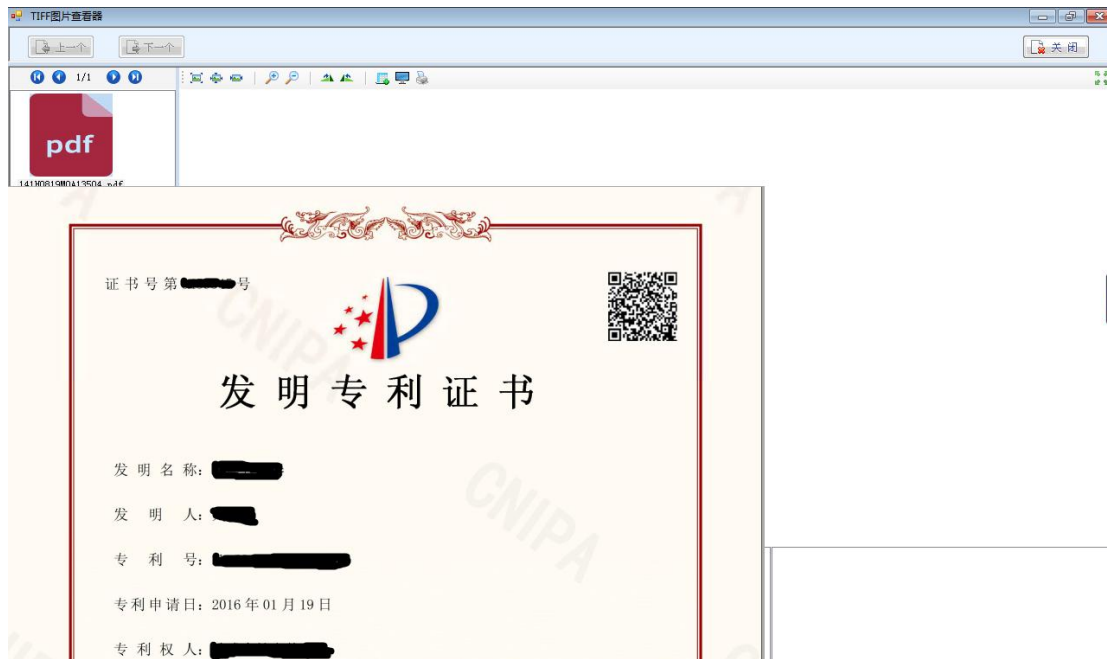 TIFF图片查看器
上一个 下一个 关 闭
1/1
pdf
证书号第 号
发明专利证书
发 明 名 称:
发 明 人:
专 利 号:
专利申请日: 2016年01月19日
专 利 权 人:
CNIPA
CNIPA